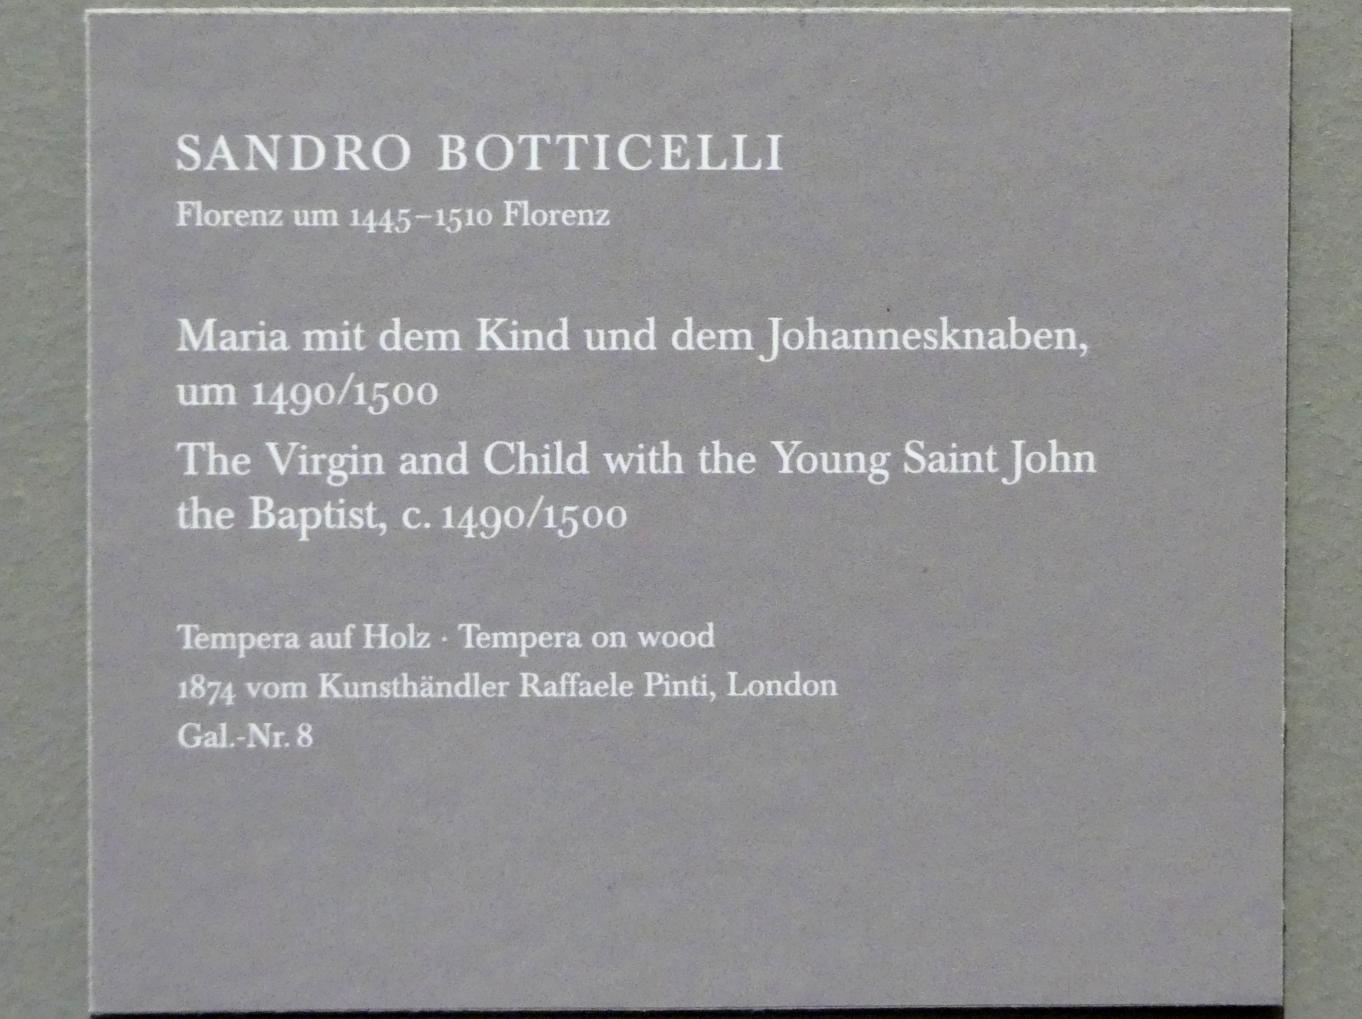 SANDRO BOTTICELLI
Florenz um 1445–1510 Florenz
Maria mit dem Kind und dem Johannesknaben,
um 1490/1500
The Virgin and Child with the Young Saint John
the Baptist, c. 1490/1500
Tempera auf Holz · Tempera on wood
1874 vom Kunsthändler Raffaele Pinti, London
Gal.-Nr. 8